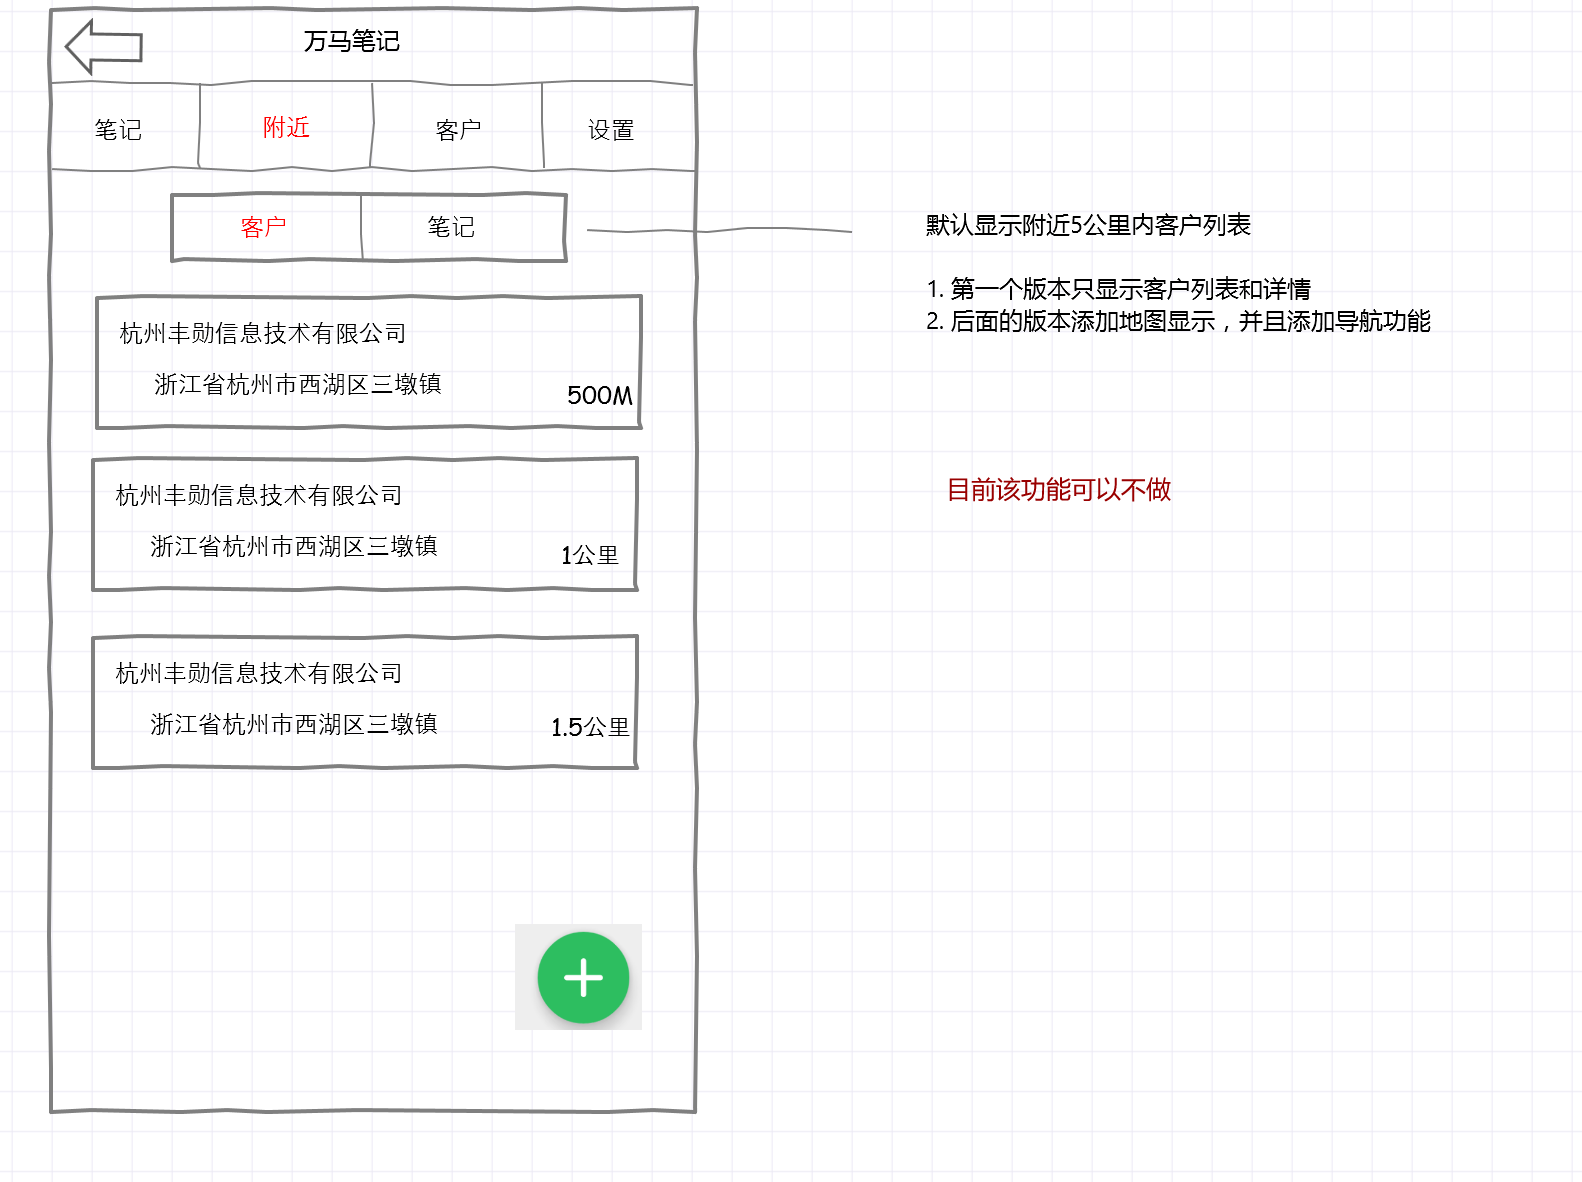 万马笔记
笔记 附近 客户 设置
客户 笔记
杭州丰勋信息技术有限公司
浙江省杭州市西湖区三墩镇
500M
杭州丰勋信息技术有限公司
浙江省杭州市西湖区三墩镇
1公里
杭州丰勋信息技术有限公司
浙江省杭州市西湖区三墩镇
1.5公里
默认显示附近5公里内客户列表
1. 第一个版本只显示客户列表和详情
2. 后面的版本添加地图显示，并且添加导航功能
目前该功能可以不做